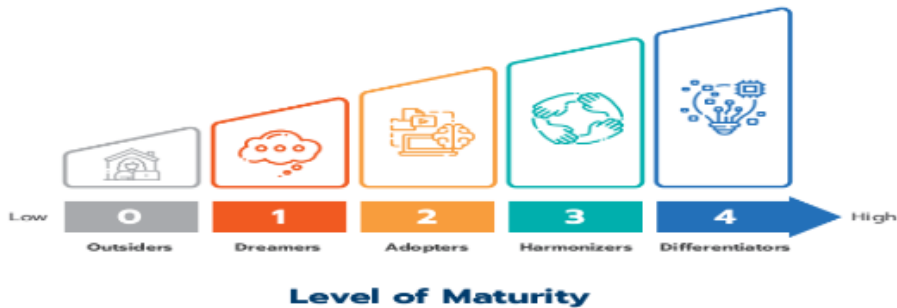 Low 0 1 2 3 4 High
Outsiders Dreamers Adopters Harmonizers Differentiators
Level of Maturity